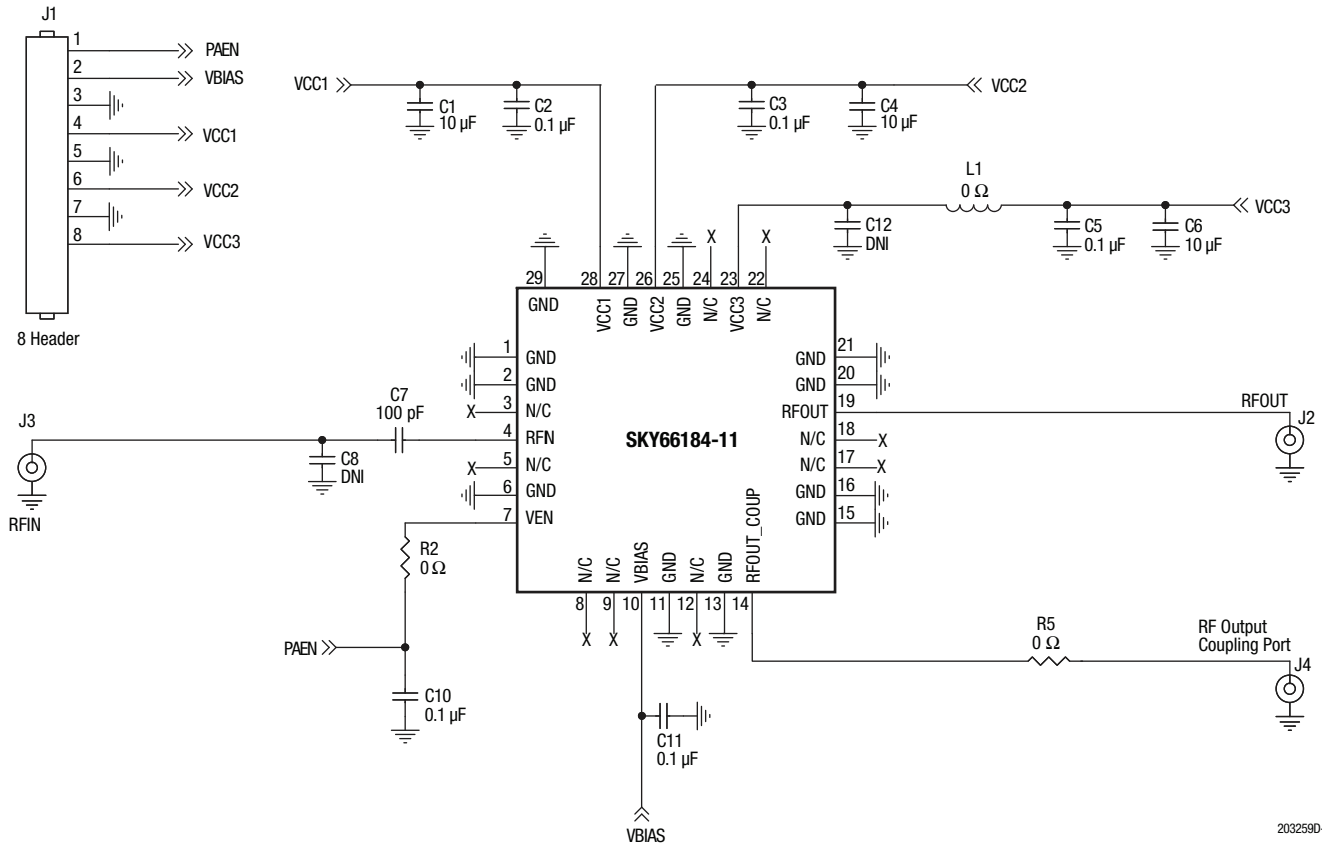 J1
1
PAEN
2
VBIAS
3
4
VCC1
5
6
VCC2
7
8
VCC3
8 Header
VCC1
C1
10 µF
C2
0.1 µF
C3
0.1 µF
C4
10 µF
VCC2
L1
0 Ω
C12
DNI
C5
0.1 µF
C6
10 µF
VCC3
X
X
29
28
27
26
25
24
23
22
GND
VCC1
GND
VCC2
GND
N/C
VCC3
N/C
1
GND
2
GND
X
3
N/C
4
RFIN
X
5
N/C
6
GND
7
VEN
SKY66184-11
GND
21
GND
20
RFOUT
19
N/C
18
X
N/C
17
X
GND
16
GND
15
N/C
N/C
VBIAS
GND
N/C
GND
RFOUT_COUP
8
9
10
11
12
13
14
X
X
X
J3
RFIN
C7
100 pF
C8
DNI
R2
0 Ω
PAEN
C10
0.1 µF
C11
0.1 µF
VBIAS
RFOUT
J2
R5
0 Ω
RF Output
Coupling Port
J4
203259D-